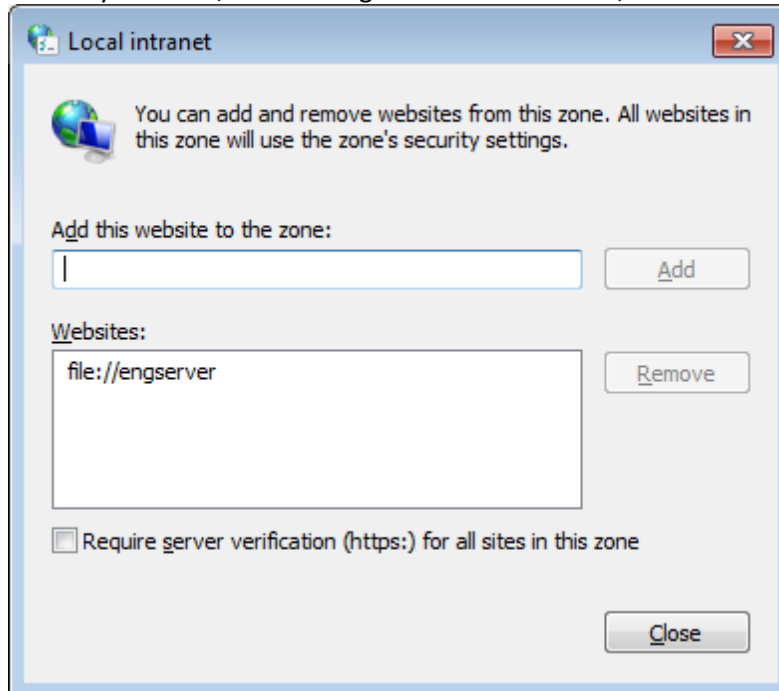 Local intranet
You can add and remove websites from this zone. All websites in
this zone will use the zone's security settings.
Add this website to the zone:
Add
Websites:
file://engserver
Remove
Require server verification (https:) for all sites in this zone
Close